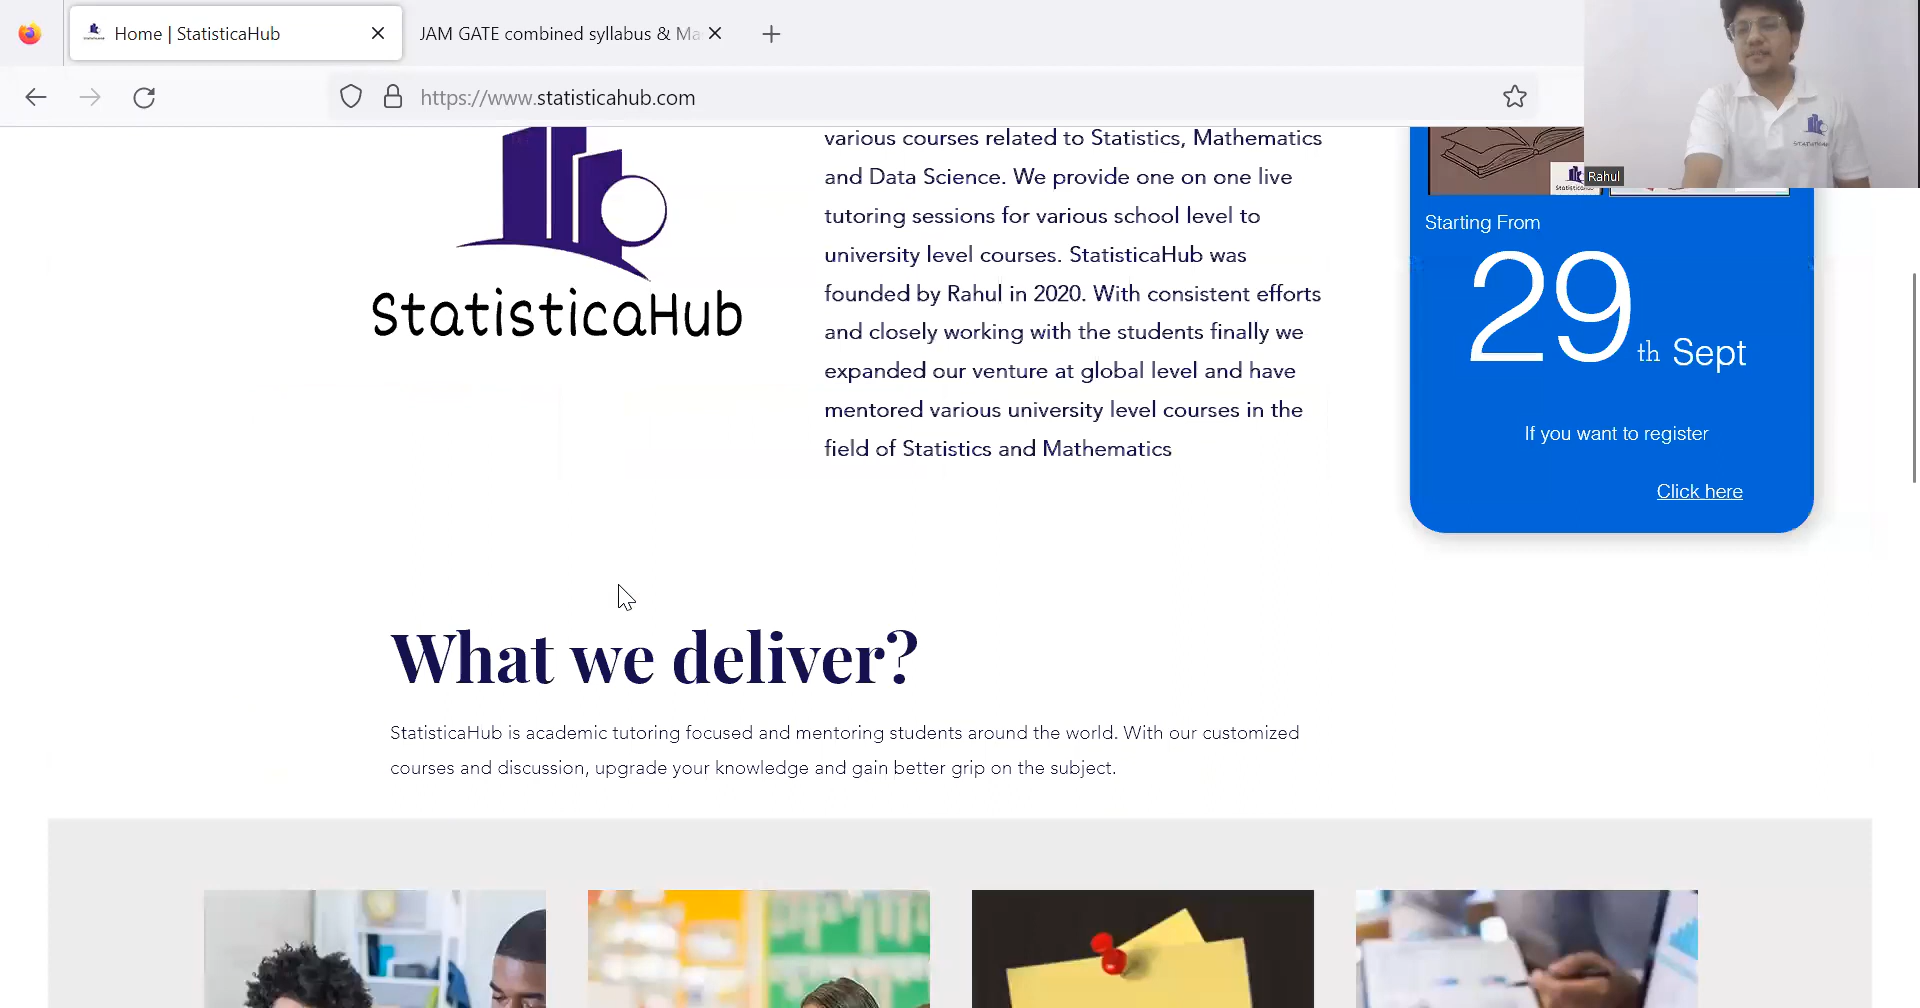 Home | StatisticaHub
JAM GATE combined syllabus & Ma
https://www.statisticahub.com
Rahul
StatisticaHub
various courses related to Statistics, Mathematics
and Data Science. We provide one on one live
tutoring sessions for various school level to
university level courses. StatisticaHub was
founded by Rahul in 2020. With consistent efforts
and closely working with the students finally we
expanded our venture at global level and have
mentored various university level courses in the
field of Statistics and Mathematics
Starting From
29th Sept
If you want to register
Click here
What we deliver?
StatisticaHub is academic tutoring focused and mentoring students around the world. With our customized
courses and discussion, upgrade your knowledge and gain better grip on the subject.